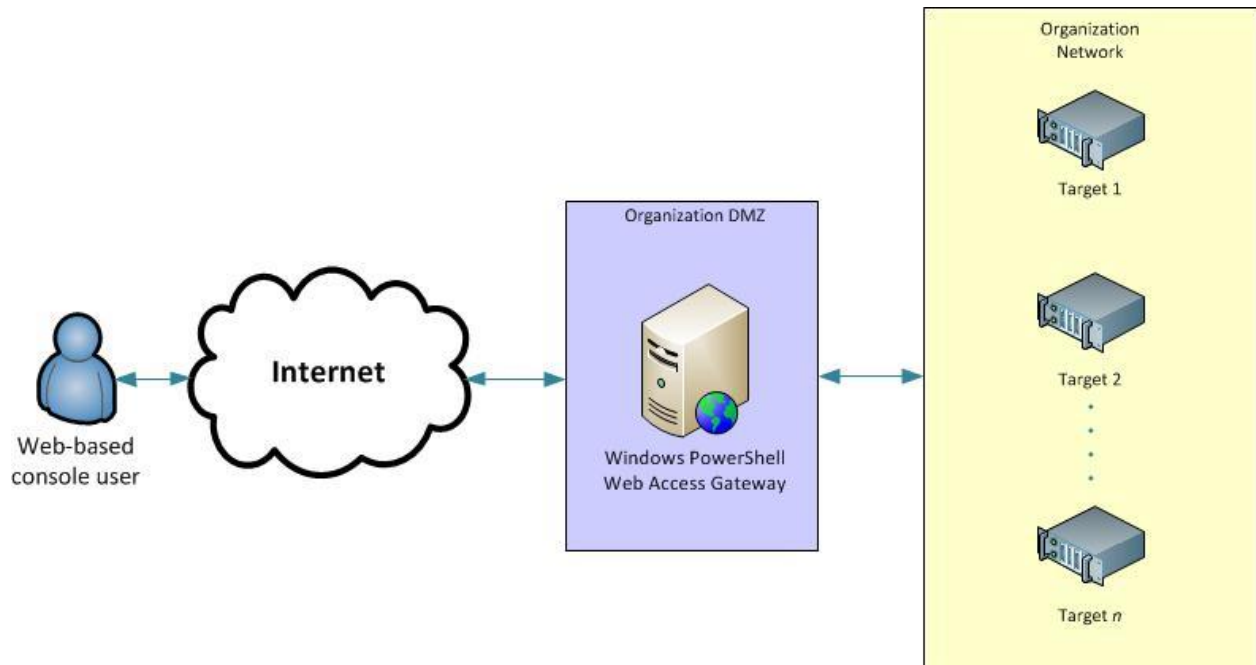 Organization
Network
Target 1
Organization DMZ
Target 2
Internet
Web-based
console user
Windows PowerShell
Web Access Gateway
Target n